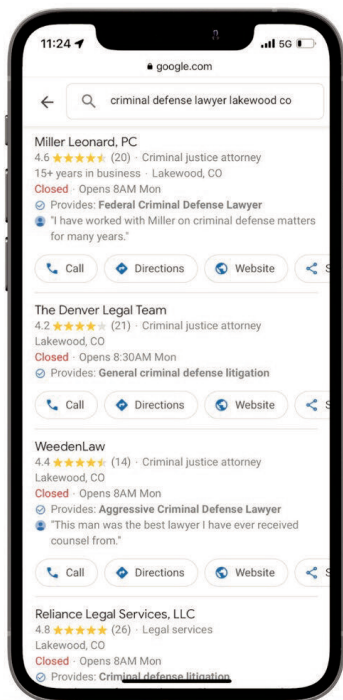 11:24
5G
google.com
criminal defense lawyer lakewood co
Miller Leonard, PC
4.6 ★★★★★ (20) · Criminal justice attorney
15+ years in business · Lakewood, CO
Closed · Opens 8AM Mon
Provides: Federal Criminal Defense Lawyer
"I have worked with Miller on criminal defense matters
for many years."
Call Directions Website S
The Denver Legal Team
4.2 ★★★★★ (21) · Criminal justice attorney
Lakewood, CO
Closed · Opens 8:30AM Mon
Provides: General criminal defense litigation
Call Directions Website S
WeedenLaw
4.4 ★★★★★ (14) · Criminal justice attorney
Lakewood, CO
Closed · Opens 8AM Mon
Provides: Aggressive Criminal Defense Lawyer
"This man was the best lawyer I have ever received
counsel from."
Call Directions Website S
Reliance Legal Services, LLC
4.8 ★★★★★ (26) · Legal services
Lakewood, CO
Closed · Opens 8AM Mon
Provides: Criminal defense litigation